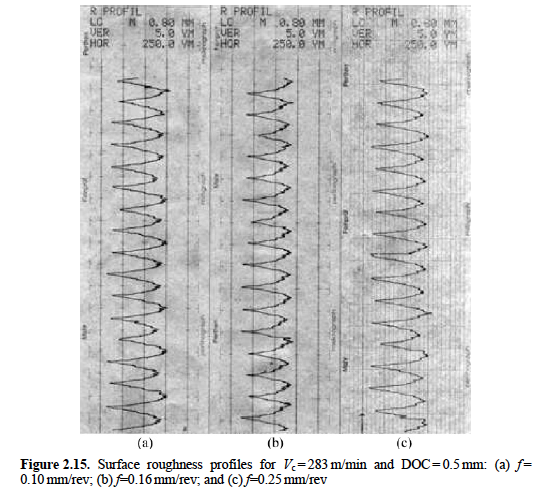 R PROFIL
LC M 0.80 MM
VER 5.0 VM
HOR 250.0 VM
R PROFIL
LC M 0.80 MM
VER 5.0 VM
HOR 250.0 VM
R PROFIL
LC M 0.80 MM
VER 5.0 VM
HOR 250.0 VM
Perthen
(a)
(b)
(c)
Figure 2.15. Surface roughness profiles for Vc=283 m/min and DOC=0.5 mm: (a) f=
0.10 mm/rev; (b) f=0.16 mm/rev; and (c) f=0.25 mm/rev